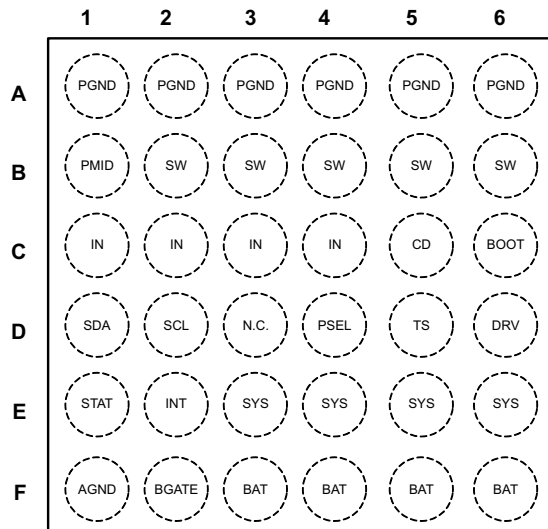 1 2 3 4 5 6
A PGND PGND PGND PGND PGND PGND
B PMID SW SW SW SW SW
C IN IN IN IN CD BOOT
D SDA SCL N.C. PSEL TS DRV
E STAT INT SYS SYS SYS SYS
F AGND BGATE BAT BAT BAT BAT